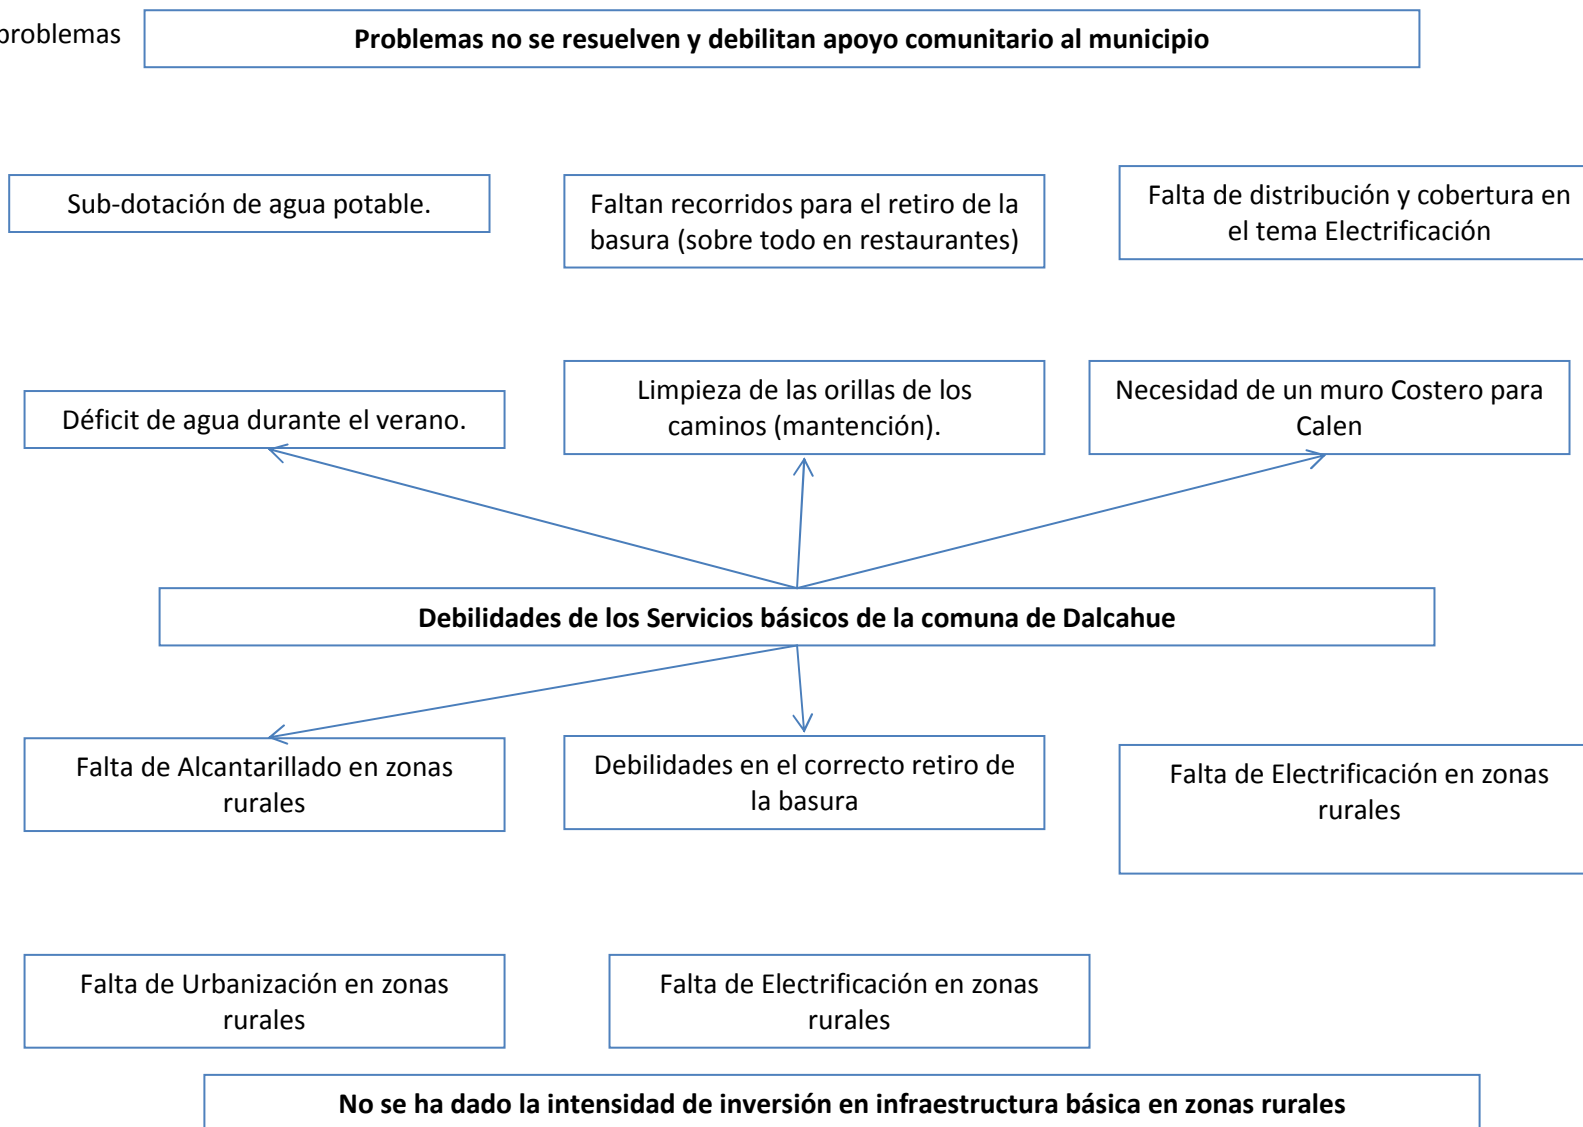 problemas
Problemas no se resuelven y debilitan apoyo comunitario al municipio
Sub-dotación de agua potable.
Faltan recorridos para el retiro de la
basura (sobre todo en restaurantes)
Falta de distribución y cobertura en
el tema Electrificación
Déficit de agua durante el verano.
Limpieza de las orillas de los
caminos (mantención).
Necesidad de un muro Costero para
Calen
Debilidades de los Servicios básicos de la comuna de Dalcahue
Falta de Alcantarillado en zonas
rurales
Debilidades en el correcto retiro de
la basura
Falta de Electrificación en zonas
rurales
Falta de Urbanización en zonas
rurales
Falta de Electrificación en zonas
rurales
No se ha dado la intensidad de inversión en infraestructura básica en zonas rurales